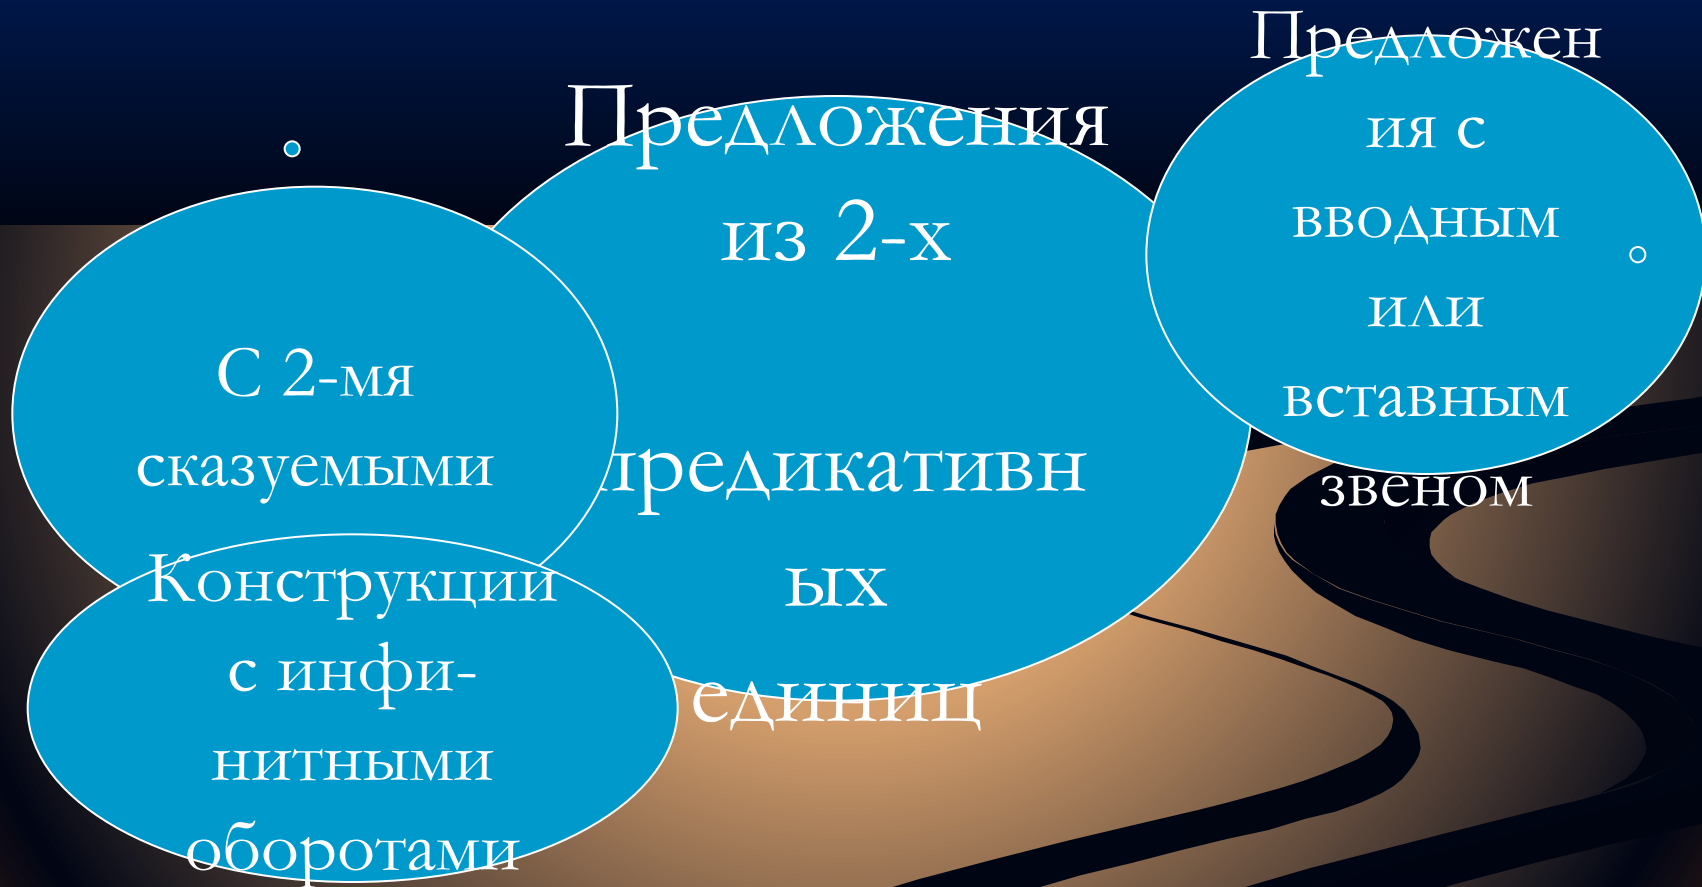 Предложения
из 2-х
предикативн
ых
единиц
С 2-мя
сказуемыми
Конструкции
с инфи-
нитными
оборотами
Предложен
ия с
вводным
или
вставным
звеном